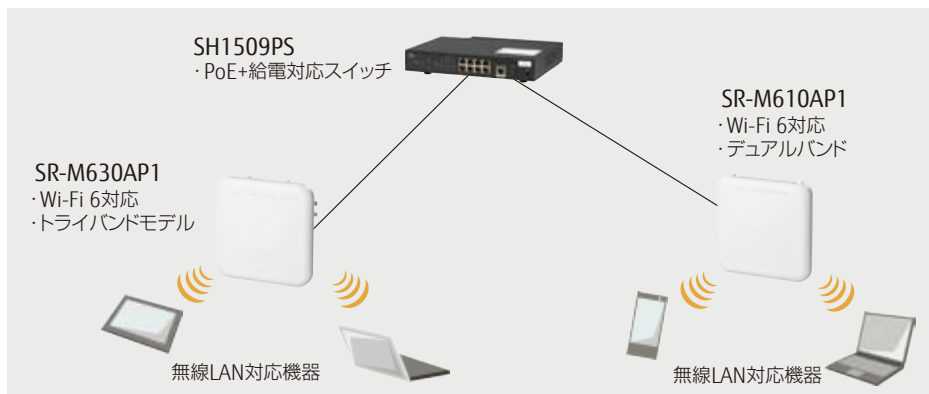 SH1509PS
・PoE+給電対応スイッチ
SR-M610AP1
・Wi-Fi 6対応
・デュアルバンド
SR-M630AP1
・Wi-Fi 6対応
・トライバンドモデル
無線LAN対応機器
無線LAN対応機器